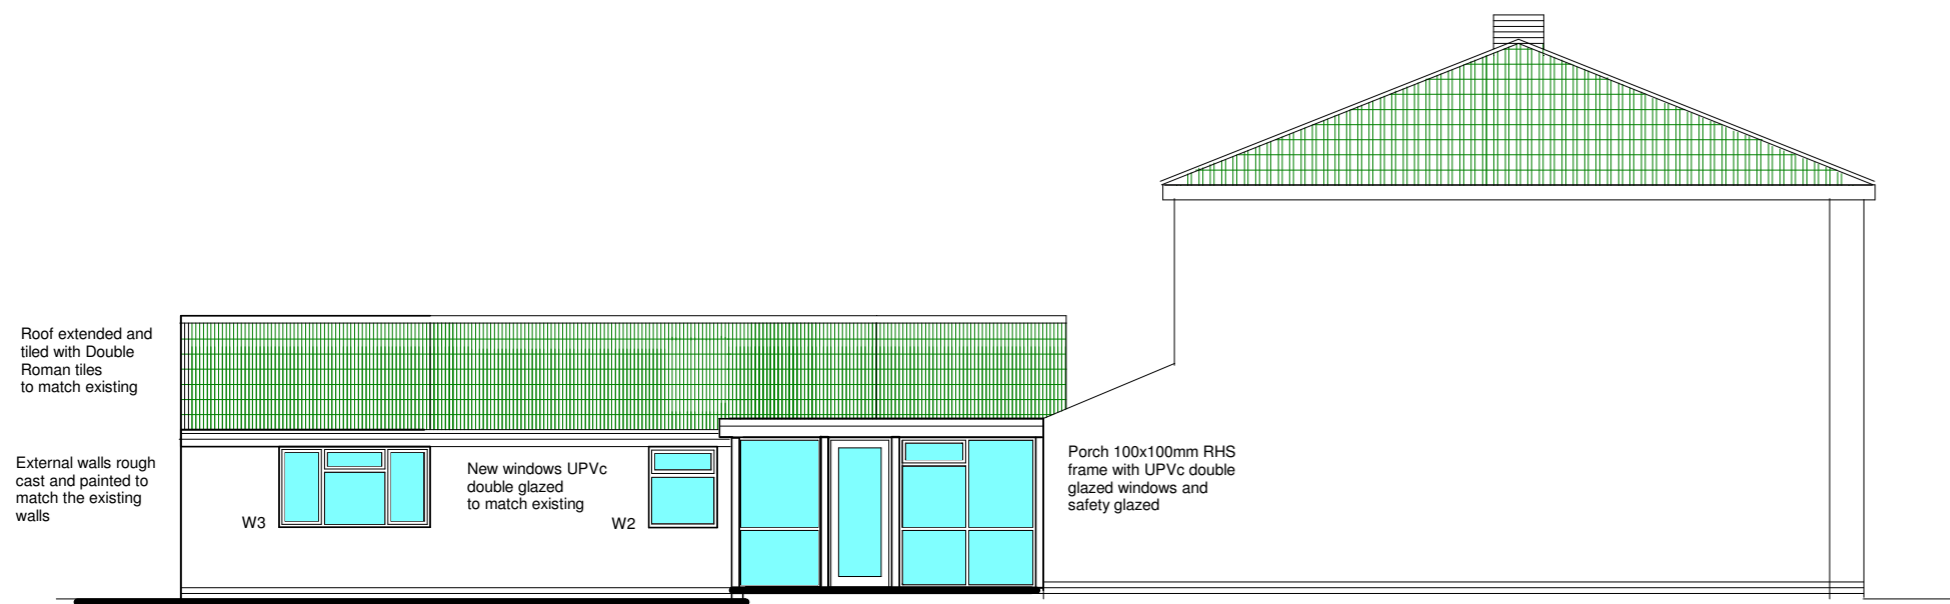 Roof extended and
tiled with Double
Roman tiles
to match existing
External walls rough
cast and painted to
match the existing
walls
W3
New windows UPVc
double glazed
to match existing
W2
Porch 100x100mm RHS
frame with UPVc double
glazed windows and
safety glazed